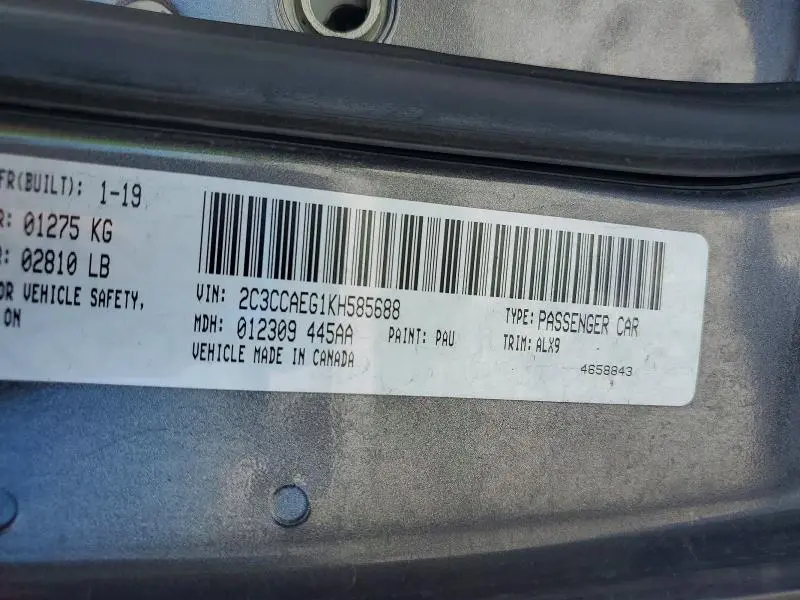 FR(BUILT): 1-19
R: 01275 KG
R: 02810 LB
OR VEHICLE SAFETY,
ON
VIN: 2C3CCAEG1KH585688
MDH: 012309 445AA PAINT: PAU
VEHICLE MADE IN CANADA
TYPE: PASSENGER CAR
TRIM: ALX9
4658843